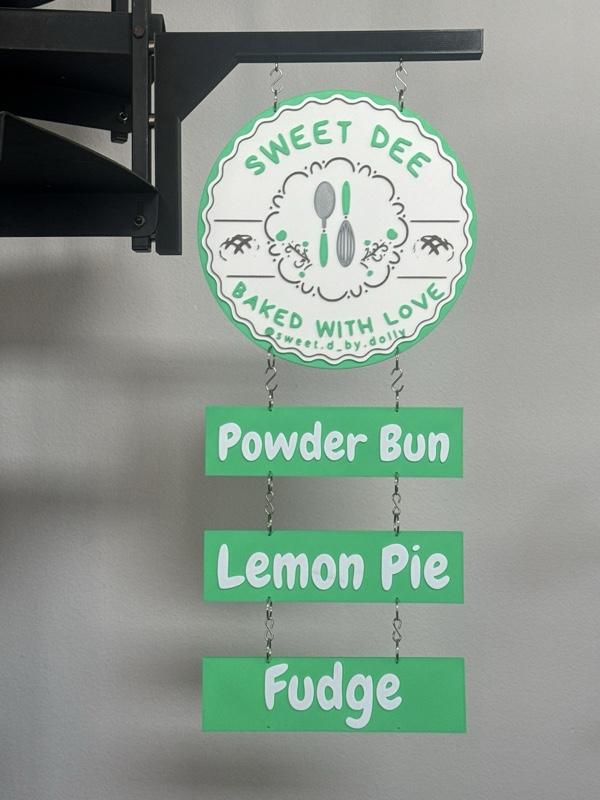 SWEET DEE
BAKED WITH LOVE
@sweet.d_by.dolly
Powder Bun
Lemon Pie
Fudge